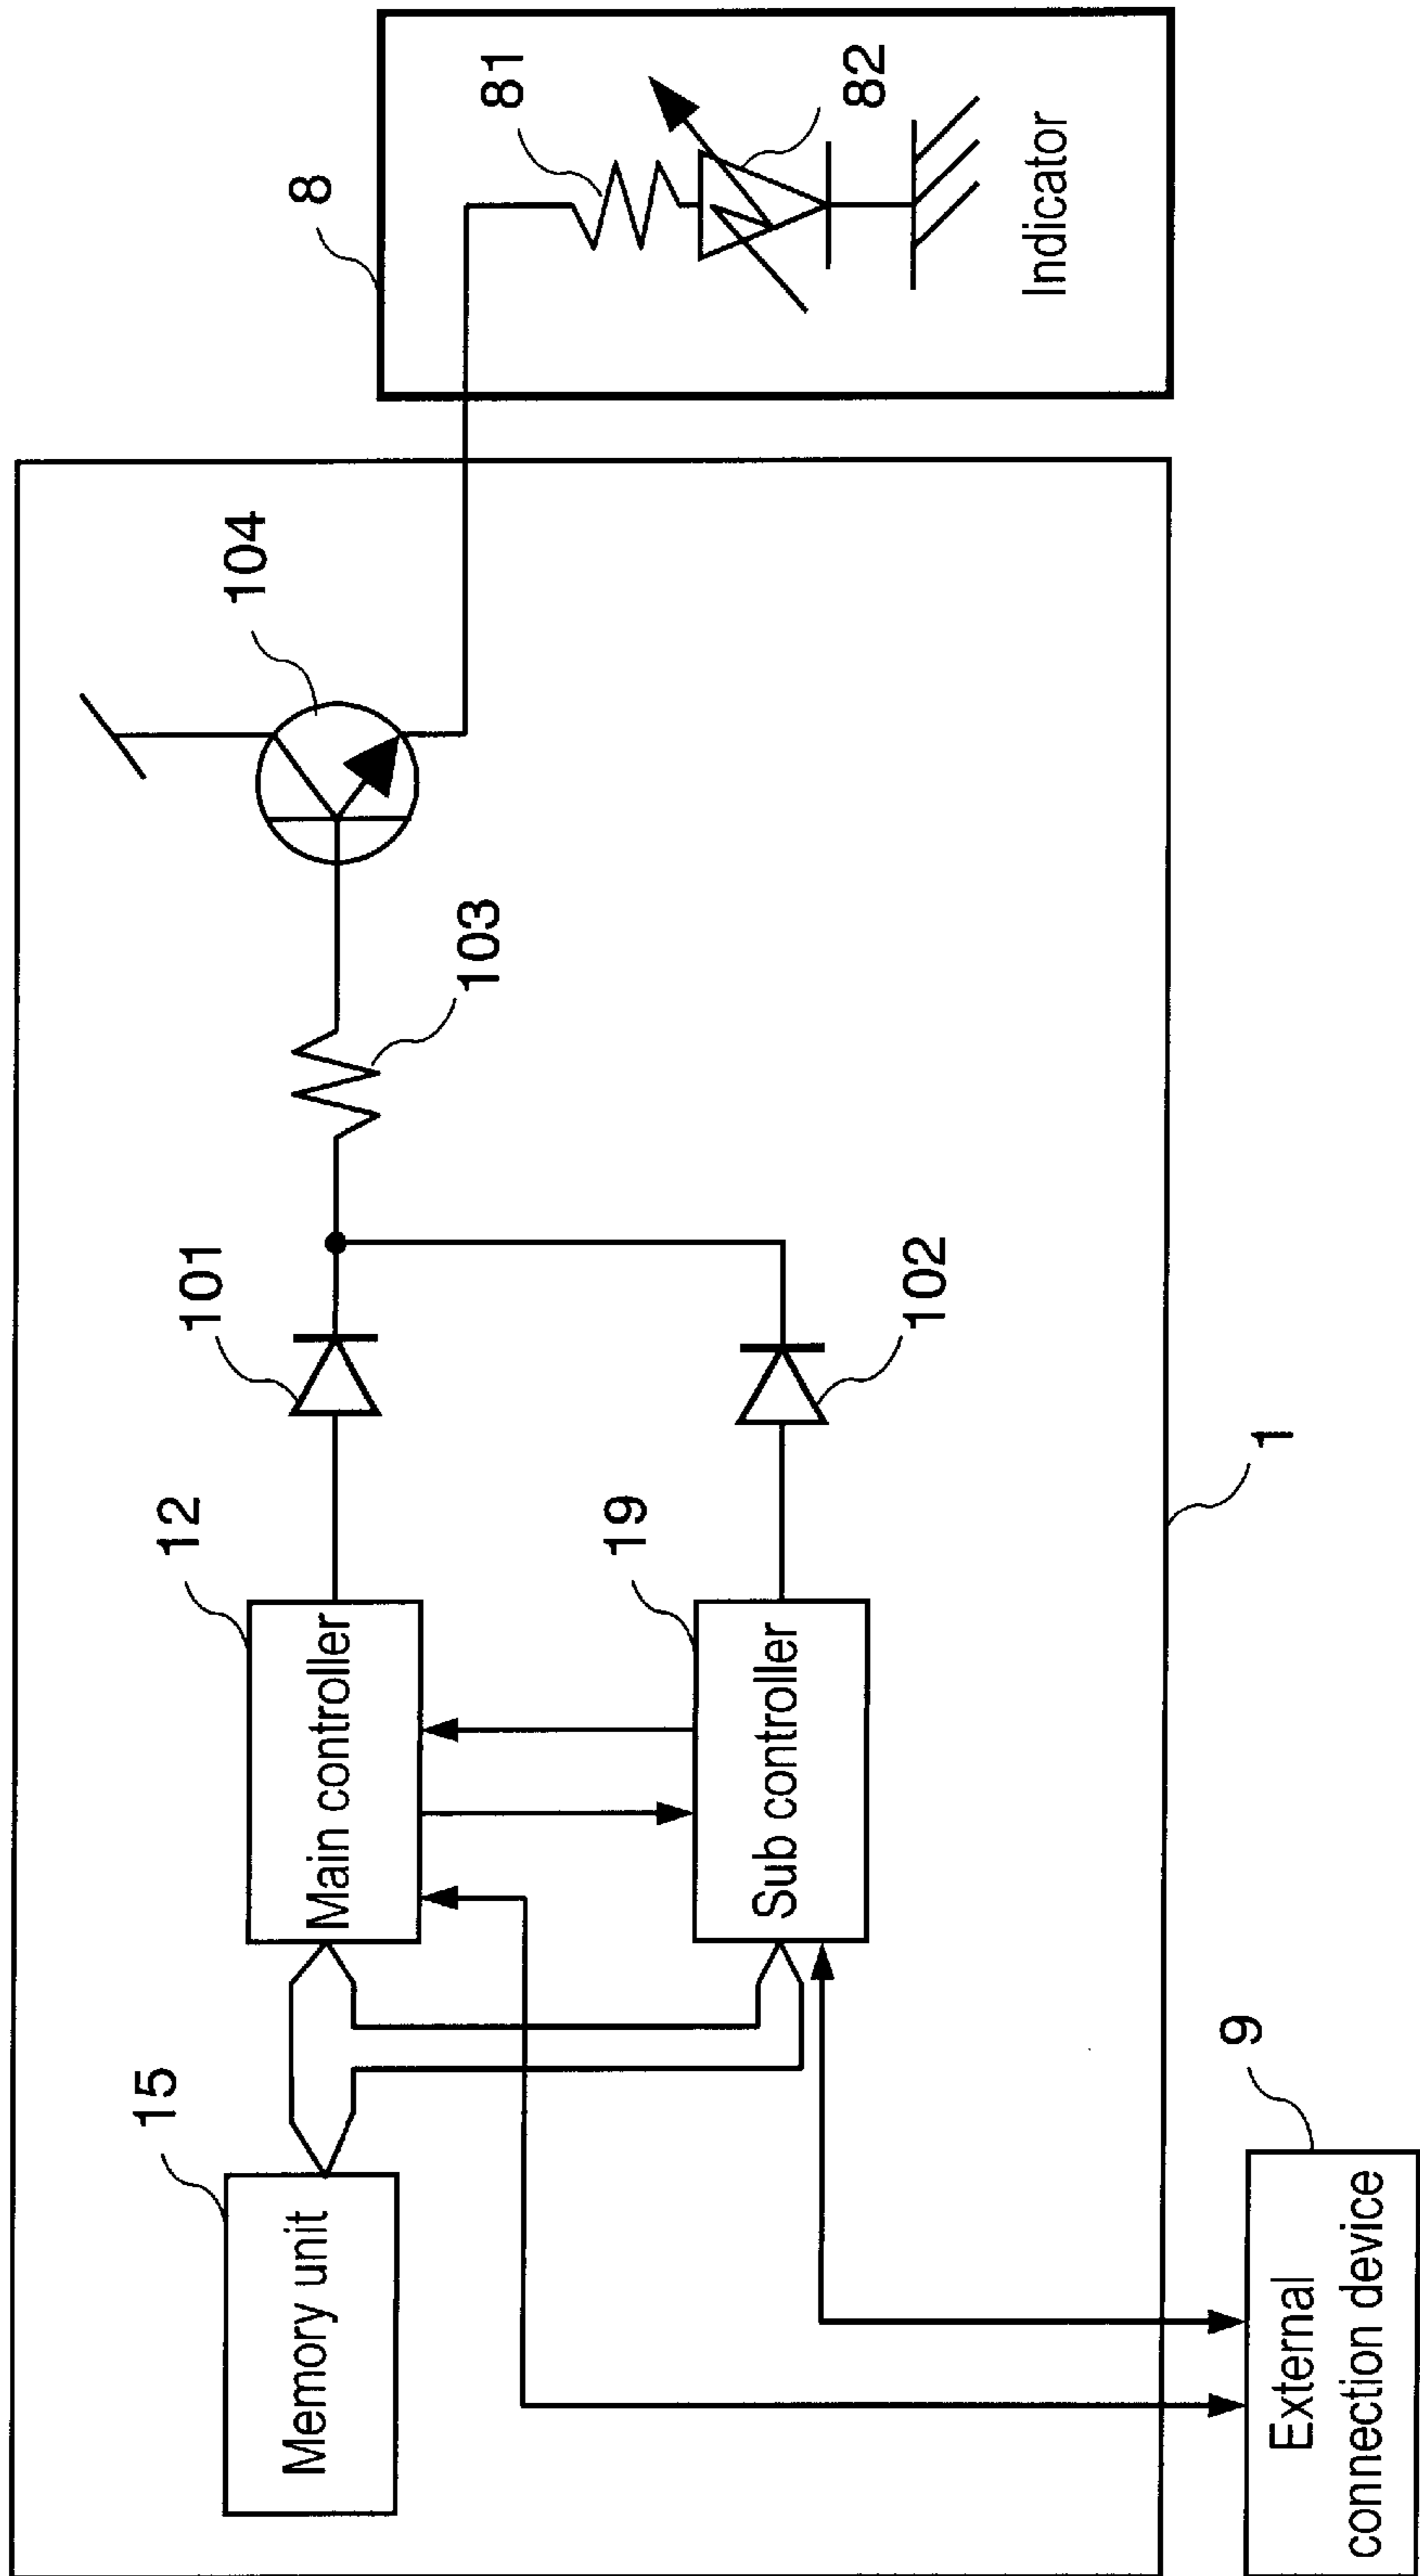 15
Memory unit
12
Main controller
101
103
104
8
81
82
Indicator
19
Sub controller
102
1
9
External
connection device